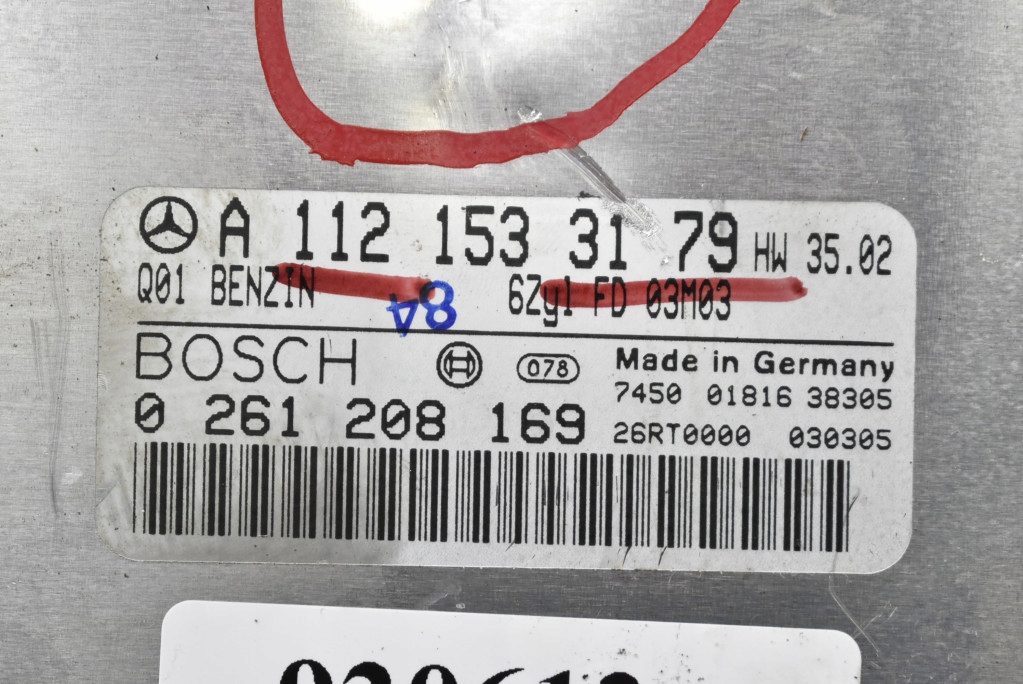 A 112 153 31 79 HW 35.02
Q01 BENZIN 6Zyl FD 03M03
84
BOSCH 078 Made in Germany
7450 01816 38305
0 261 208 169
26RT0000 030305